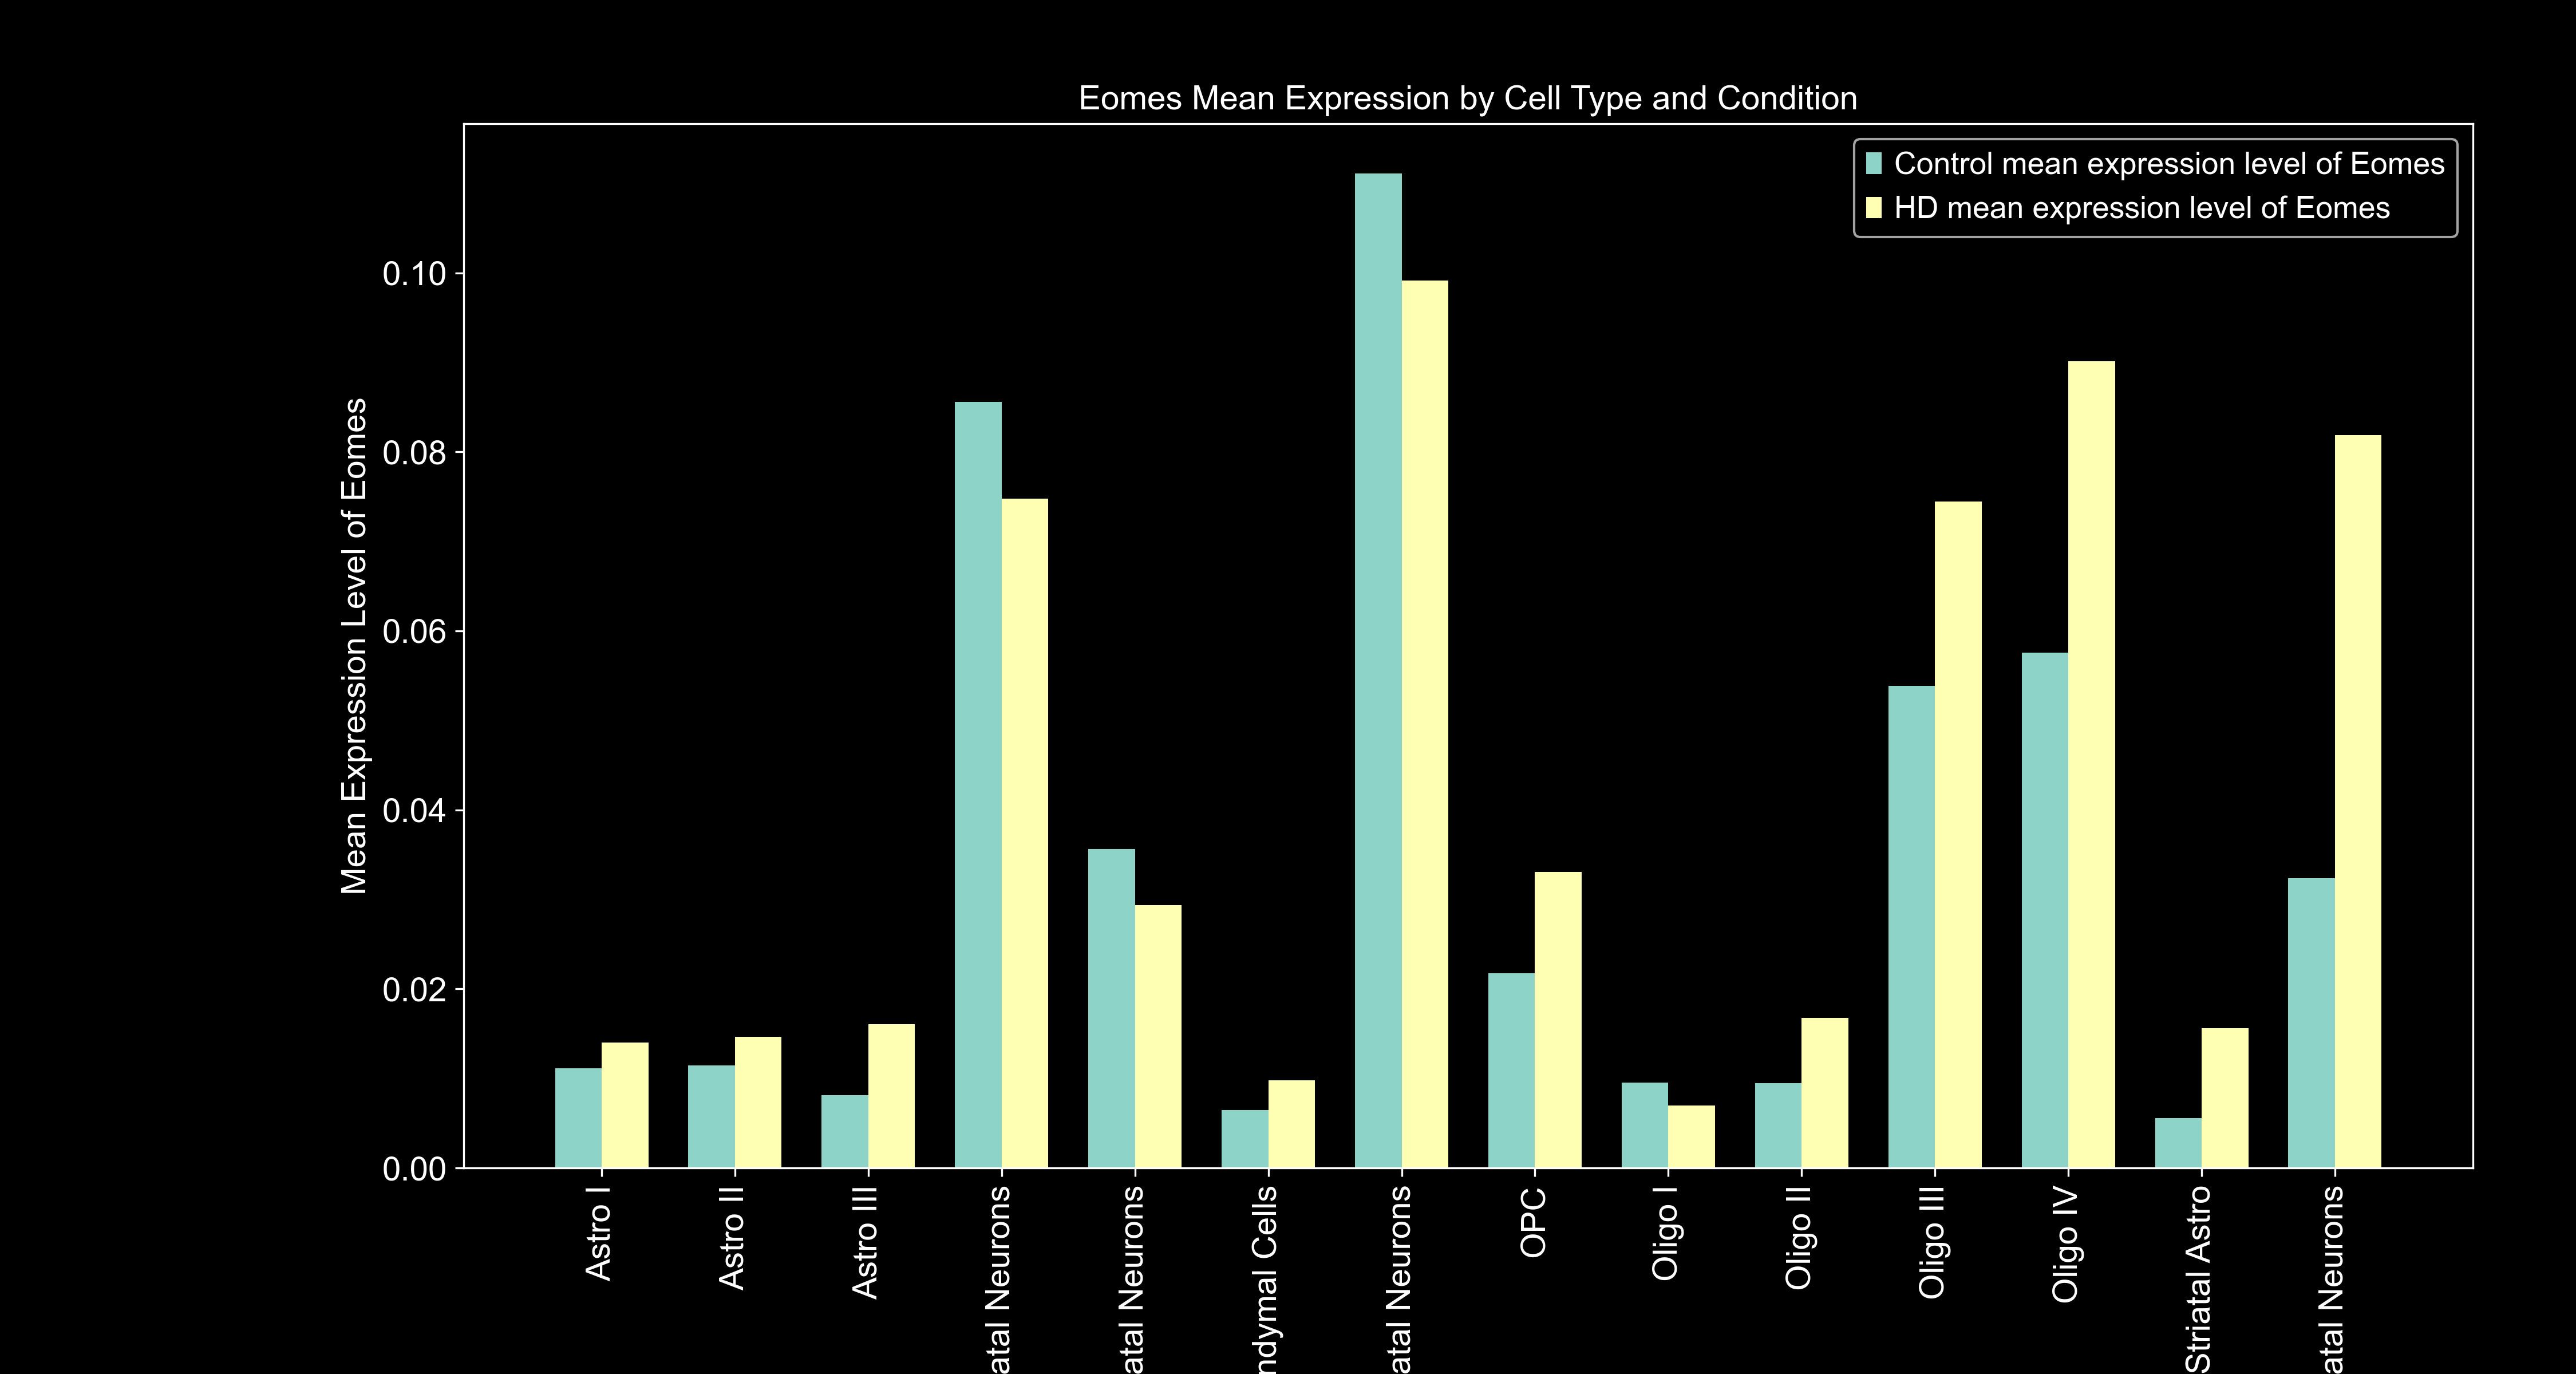 Eomes Mean Expression by Cell Type and Condition
Control mean expression level of Eomes
HD mean expression level of Eomes
Mean Expression Level of Eomes
0.10
0.08
0.06
0.04
0.02
0.00
Astro I
Astro II
Astro III
atal Neurons
atal Neurons
ndymal Cells
atal Neurons
OPC
Oligo I
Oligo II
Oligo III
Oligo IV
Striatal Astro
atal Neurons